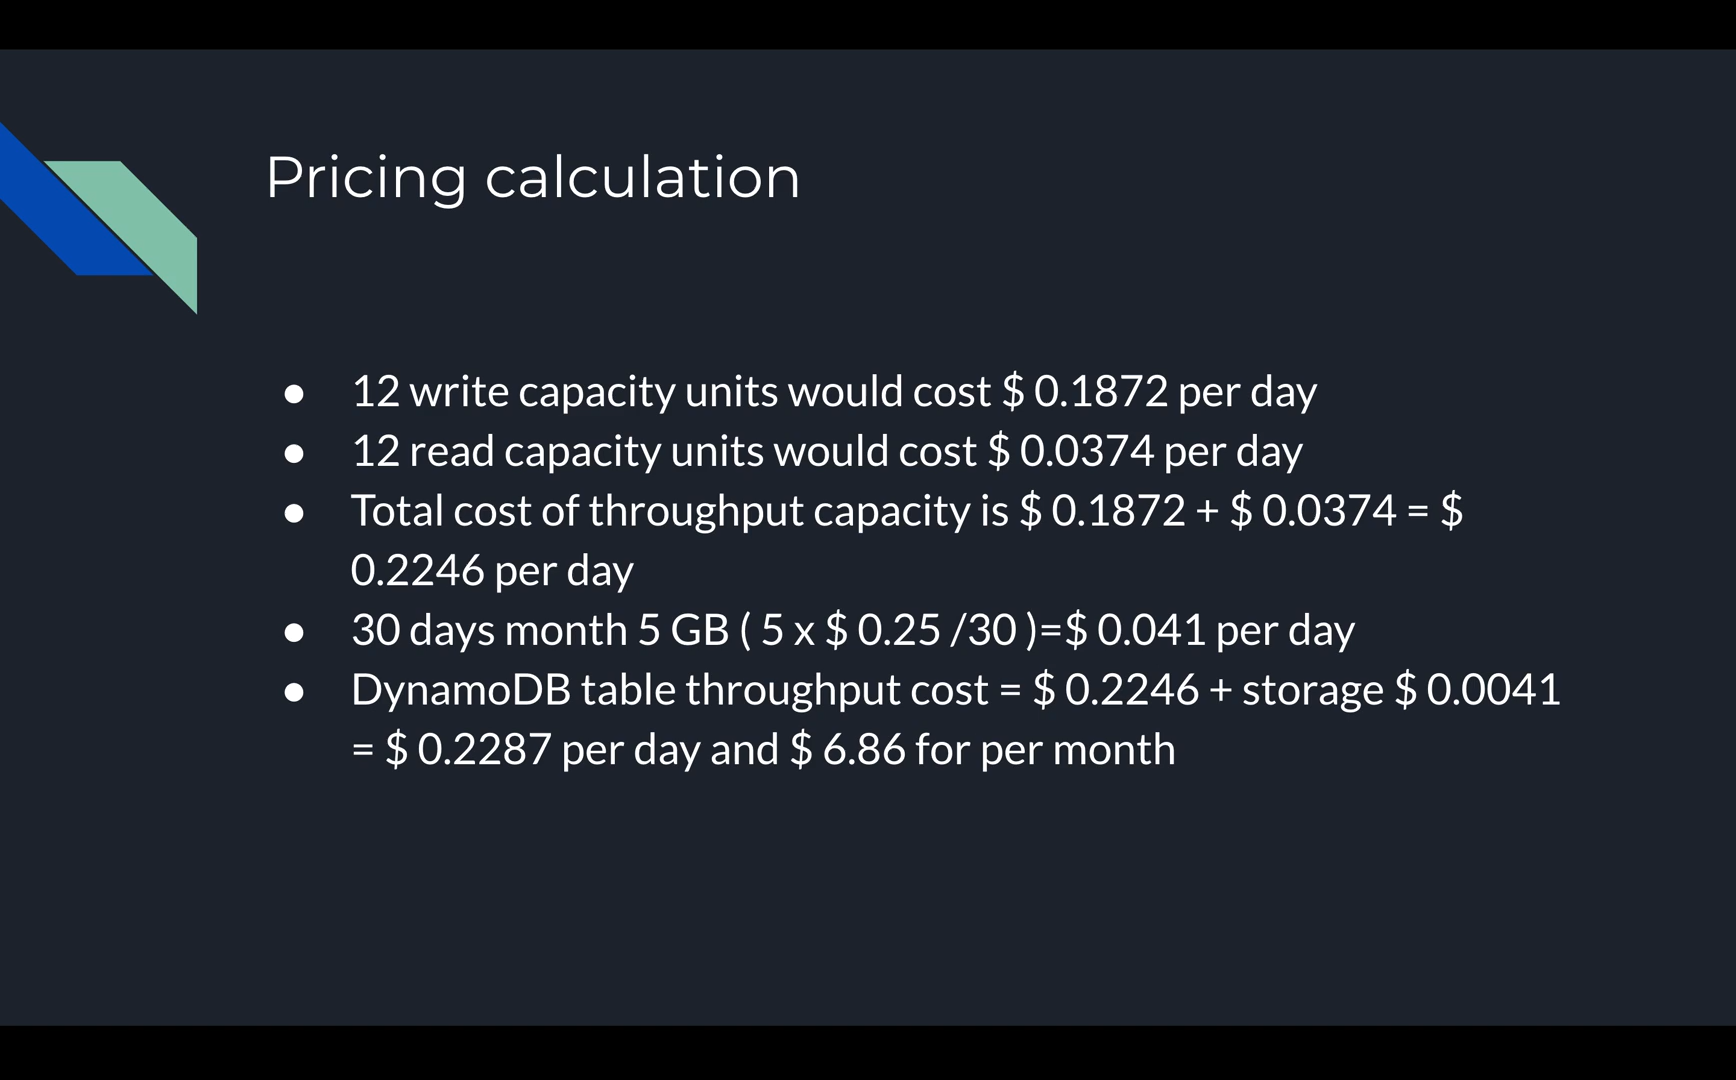 Pricing calculation
● 12 write capacity units would cost $ 0.1872 per day
● 12 read capacity units would cost $ 0.0374 per day
● Total cost of throughput capacity is $ 0.1872 + $ 0.0374 = $
0.2246 per day
● 30 days month 5 GB ( 5 x $ 0.25 /30 )=$ 0.041 per day
● DynamoDB table throughput cost = $ 0.2246 + storage $ 0.0041
= $ 0.2287 per day and $ 6.86 for per month